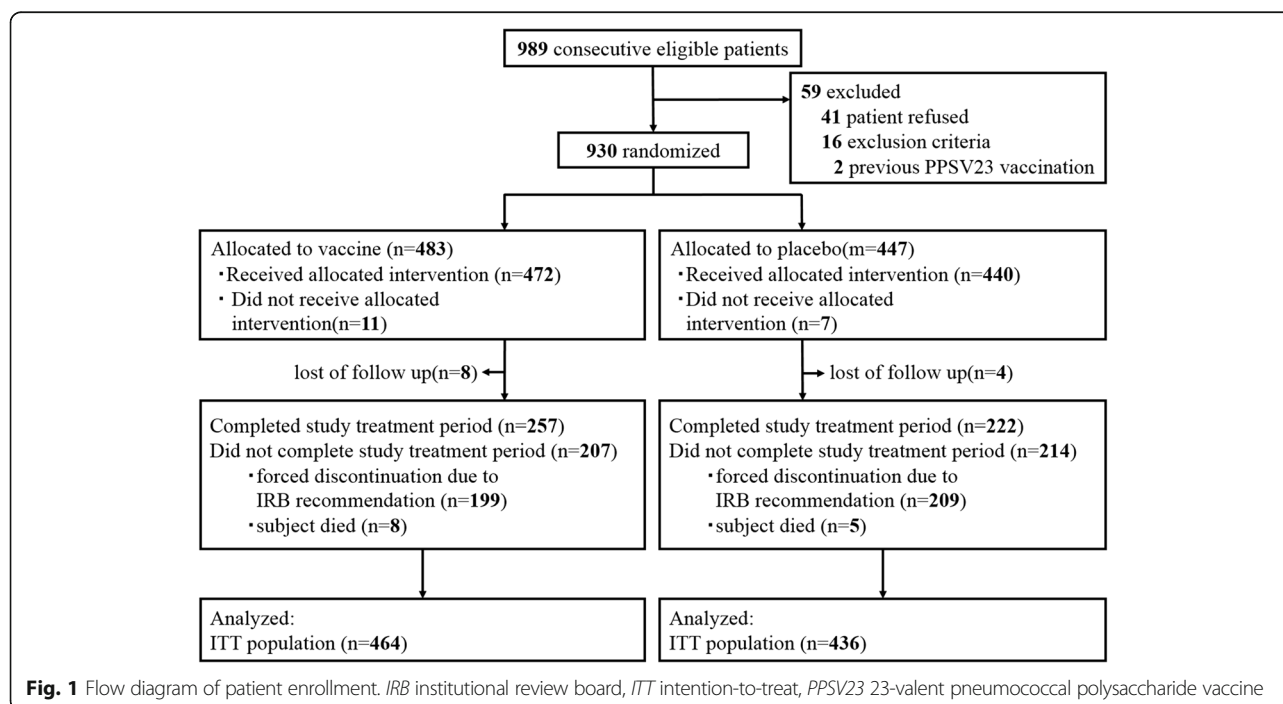 989 consecutive eligible patients
59 excluded
41 patient refused
16 exclusion criteria
2 previous PPSV23 vaccination
930 randomized
Allocated to vaccine (n=483)
・Received allocated intervention (n=472)
・ Did not receive allocated
intervention(n=11)
Allocated to placebo(m=447)
・Received allocated intervention (n=440)
・Did not receive allocated
intervention (n=7)
lost of follow up(n=8)
lost of follow up(n=4)
Completed study treatment period (n=257)
Did not complete study treatment period (n=207)
・forced discontinuation due to
IRB recommendation (n=199)
・subject died (n=8)
Completed study treatment period (n=222)
Did not complete study treatment period (n=214)
・forced discontinuation due to
IRB recommendation (n=209)
・subject died (n=5)
Analyzed:
ITT population (n=464)
Analyzed:
ITT population (n=436)
Fig. 1 Flow diagram of patient enrollment. IRB institutional review board, ITT intention-to-treat, PPSV23 23-valent pneumococcal polysaccharide vaccine